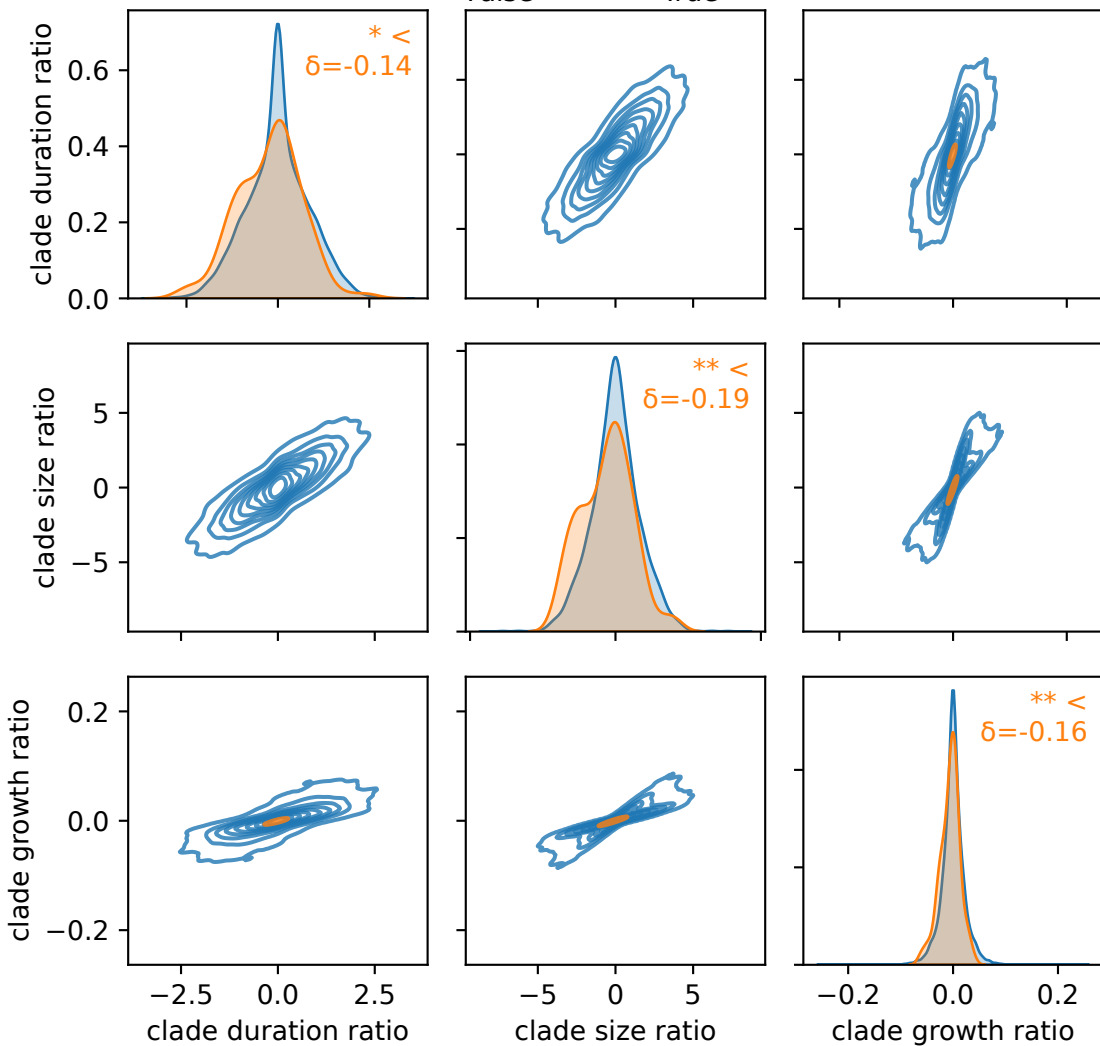 False True
clade duration ratio
0.6
0.4
0.2
0.0
* <
δ=-0.14
clade size ratio
5
0
−5
** <
δ=-0.19
clade growth ratio
0.2
0.0
−0.2
** <
δ=-0.16
−2.5 0.0 2.5
−5 0 5
−0.2 0.0 0.2
clade duration ratio
clade size ratio
clade growth ratio